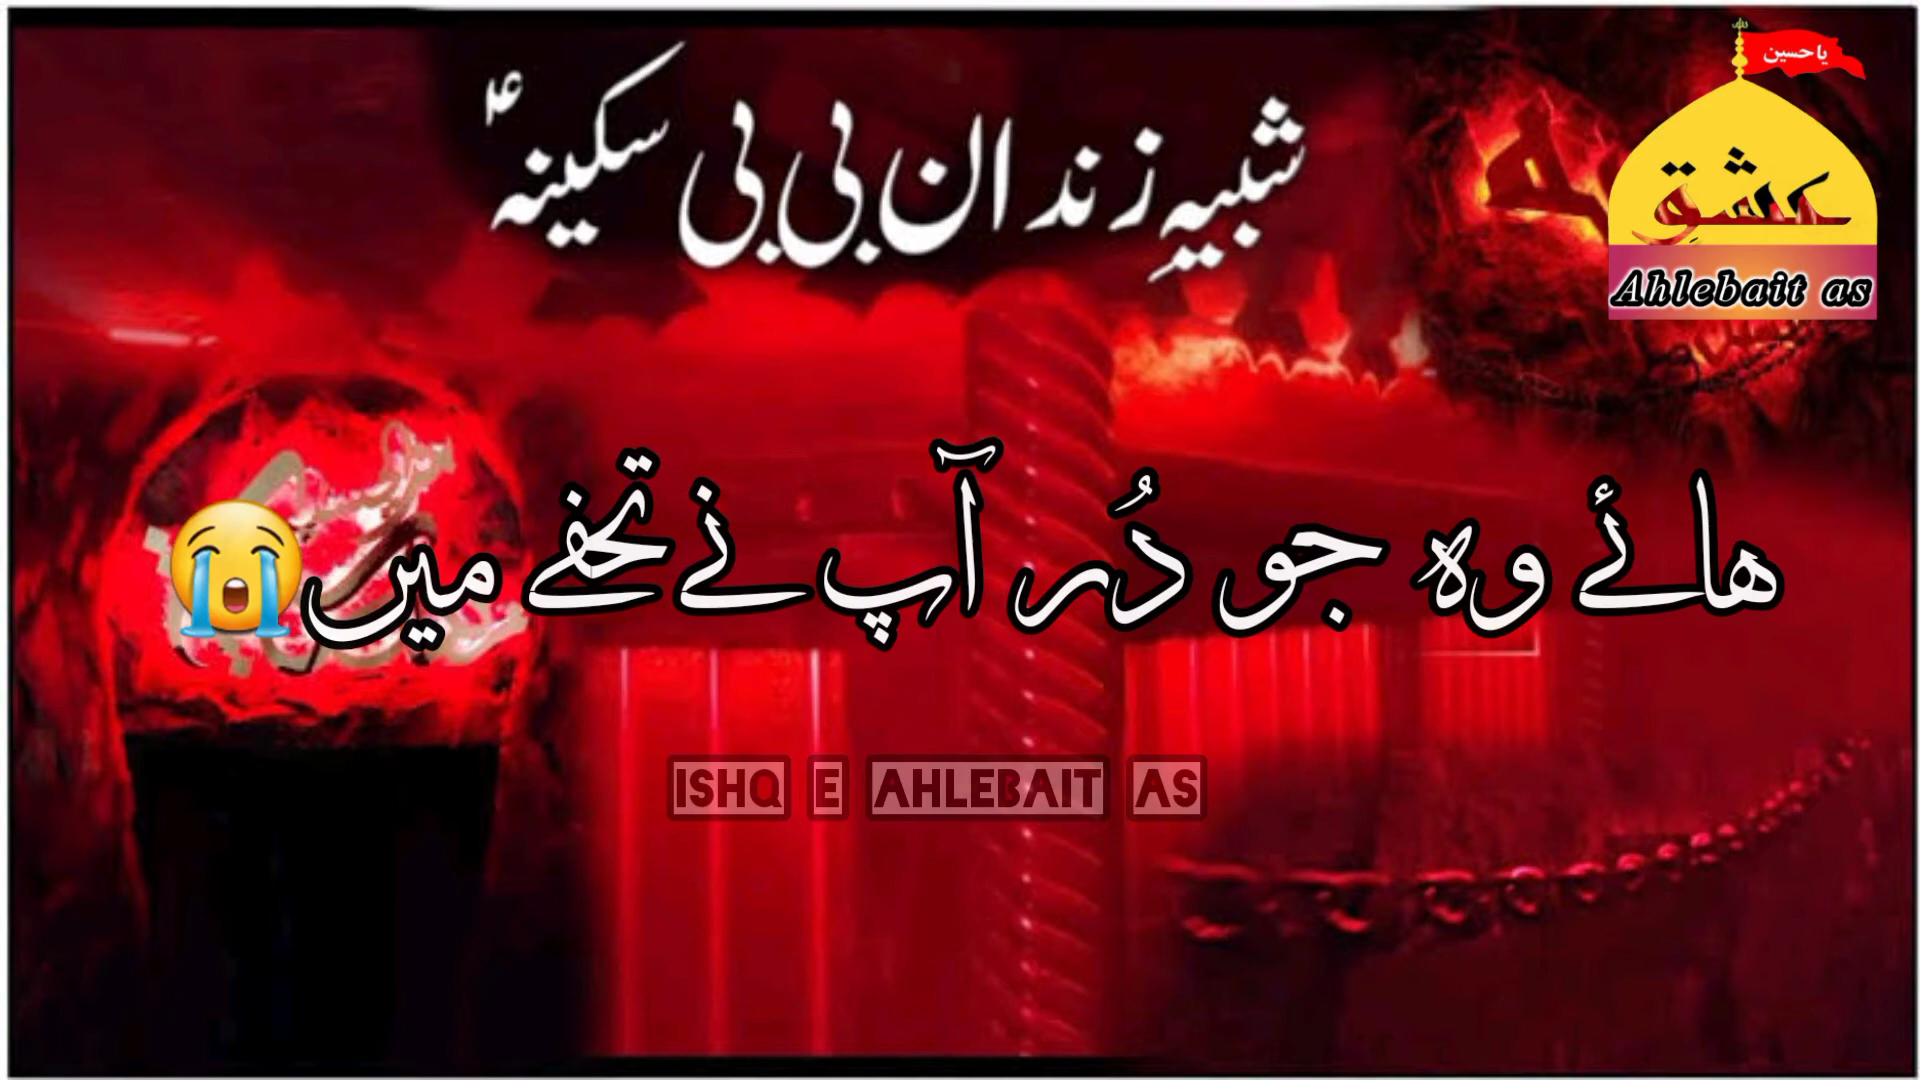 شبیہِ زندان بی بی سکینہ ؑ
یاحسین
عشقِ
Ahlebait as
ھائے وہ جو دُر آپ نے تحفے میں😭
ISHQ E AHLEBAIT AS